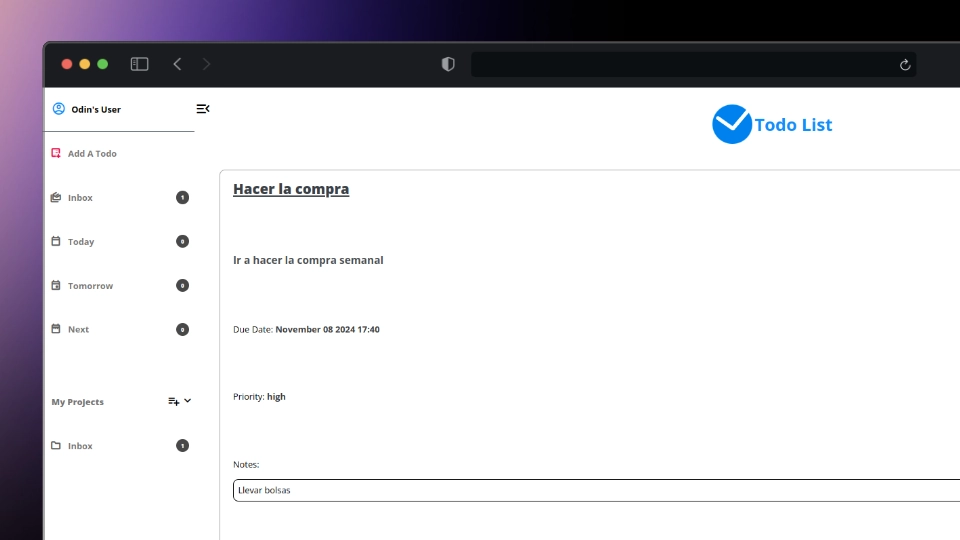 Odin's User
Todo List
Add A Todo
Inbox 1
Today 0
Tomorrow 0
Next 0
My Projects
Inbox 1
Hacer la compra
Ir a hacer la compra semanal
Due Date: November 08 2024 17:40
Priority: high
Notes:
Llevar bolsas